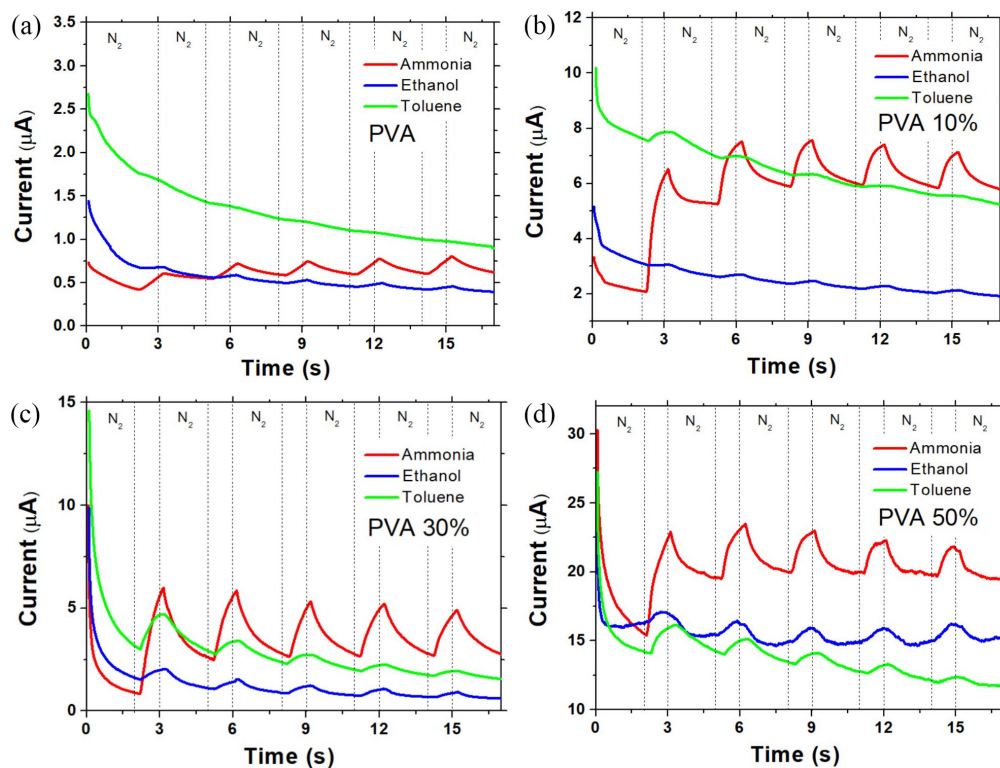 (a)
N₂ N₂ N₂ N₂ N₂ N₂
Ammonia
Ethanol
Toluene
PVA
3.5
3.0
2.5
2.0
1.5
1.0
0.5
0.0
Current (µA)
0 3 6 9 12 15
Time (s)
(b)
N₂ N₂ N₂ N₂ N₂ N₂
Ammonia
Ethanol
Toluene
PVA 10%
12
10
8
6
4
2
Current (µA)
0 3 6 9 12 15
Time (s)
(c)
N₂ N₂ N₂ N₂ N₂ N₂
Ammonia
Ethanol
Toluene
PVA 30%
15
10
5
0
Current (µA)
0 3 6 9 12 15
Time (s)
(d)
N₂ N₂ N₂ N₂ N₂ N₂
Ammonia
Ethanol
Toluene
PVA 50%
30
25
20
15
10
Current (µA)
0 3 6 9 12 15
Time (s)